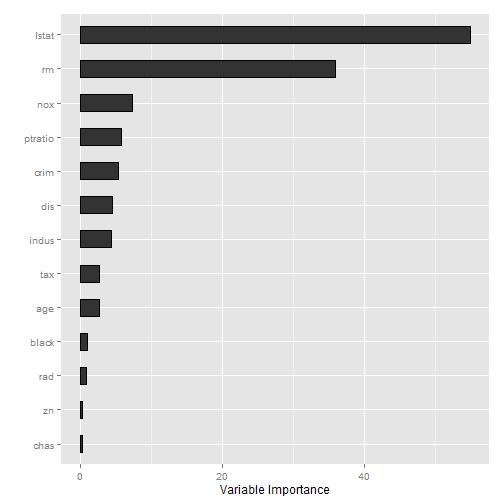 lstat
rm
nox
ptratio
crim
dis
indus
tax
age
black
rad
zn
chas
0 20 40
Variable Importance